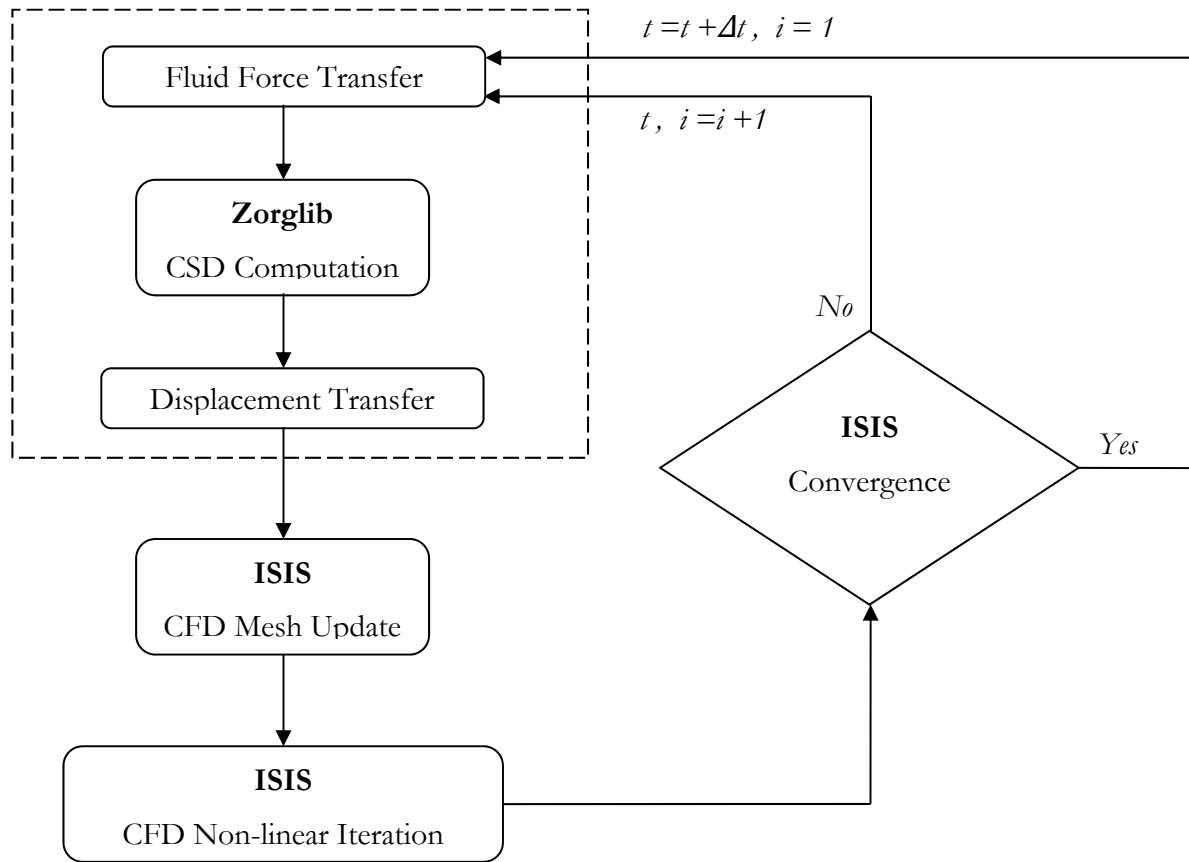 t =t +Δt , i = 1
Fluid Force Transfer
t , i =i +1
Zorglib
CSD Computation
No
Displacement Transfer
ISIS
Convergence
Yes
ISIS
CFD Mesh Update
ISIS
CFD Non-linear Iteration